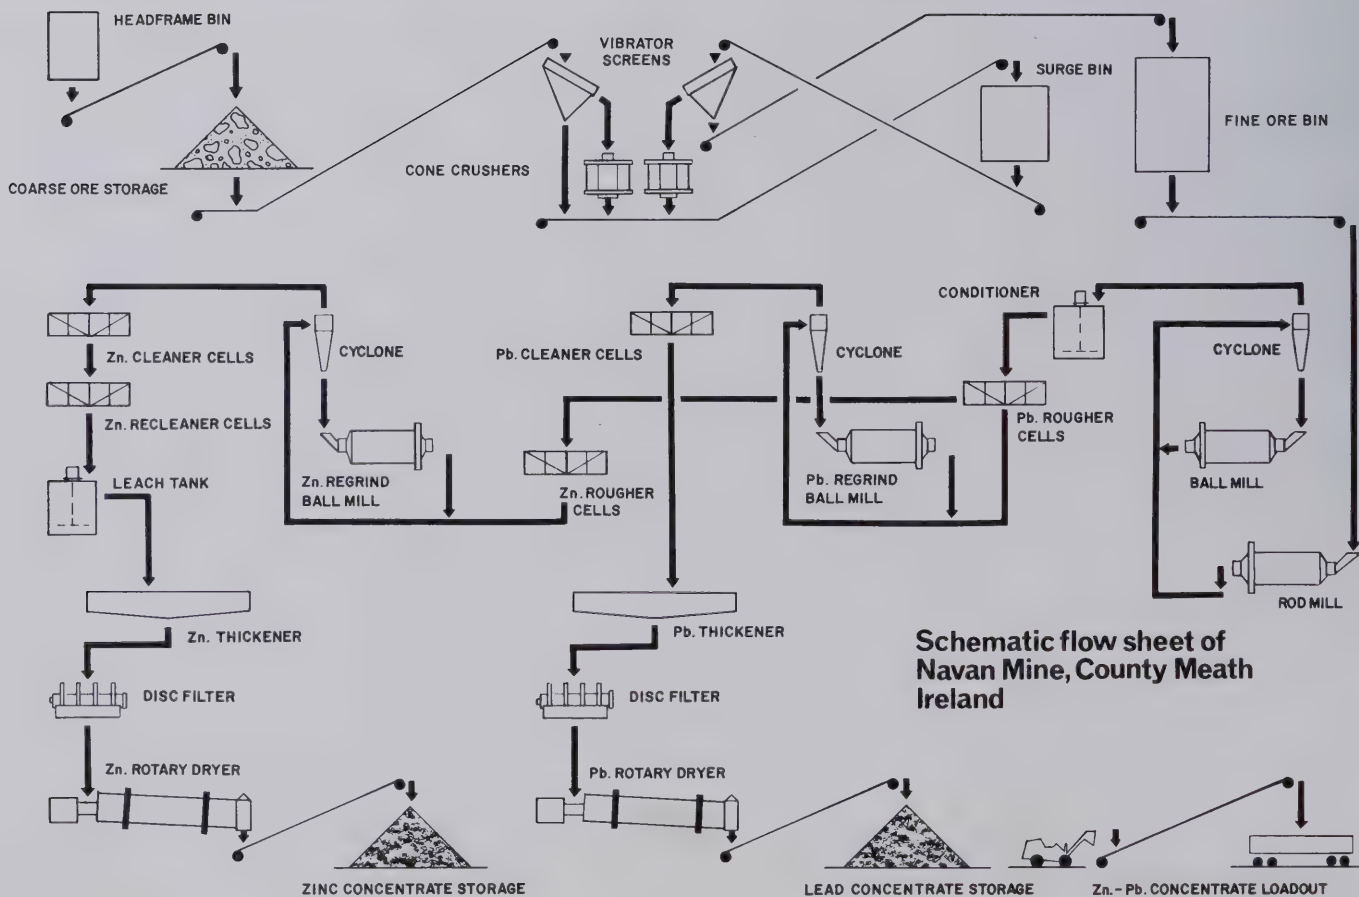 HEADFRAME BIN
VIBRATOR
SCREENS
SURGE BIN
FINE ORE BIN
COARSE ORE STORAGE
CONE CRUSHERS
CONDITIONER
Zn. CLEANER CELLS
CYCLONE
Pb. CLEANER CELLS
CYCLONE
CYCLONE
Zn. RECLEANER CELLS
Pb. ROUGHER
CELLS
LEACH TANK
Zn. REGRIND
BALL MILL
Zn. ROUGHER
CELLS
Pb. REGRIND
BALL MILL
BALL MILL
ROD MILL
Zn. THICKENER
Pb. THICKENER
Schematic flow sheet of
Navan Mine, County Meath
Ireland
DISC FILTER
DISC FILTER
Zn. ROTARY DRYER
Pb. ROTARY DRYER
ZINC CONCENTRATE STORAGE
LEAD CONCENTRATE STORAGE
Zn.-Pb. CONCENTRATE LOADOUT